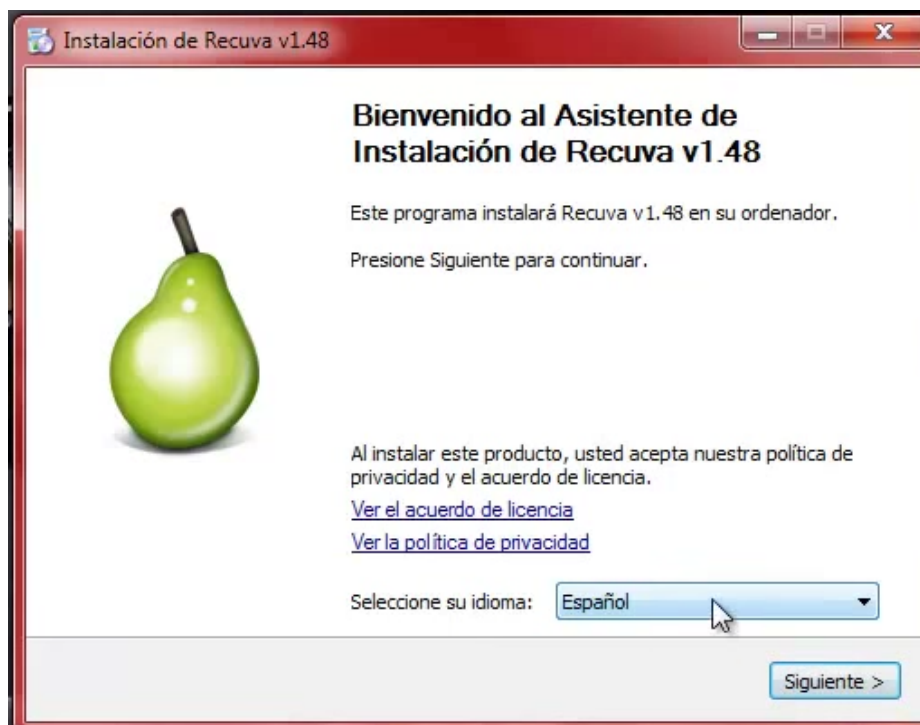 Instalación de Recuva v1.48
Bienvenido al Asistente de
Instalación de Recuva v1.48
Este programa instalará Recuva v1.48 en su ordenador.
Presione Siguiente para continuar.
Al instalar este producto, usted acepta nuestra política de
privacidad y el acuerdo de licencia.
Ver el acuerdo de licencia
Ver la política de privacidad
Seleccione su idioma: Español
Siguiente >